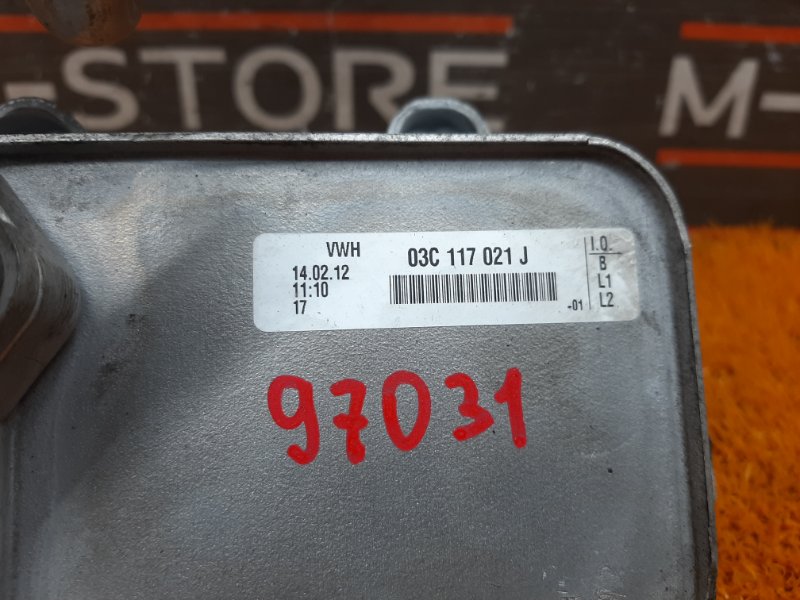 M-STORE
M-
VWH 03C 117 021 J I.O.
14.02.12 B
11:10 L1
17 -01 L2
97031